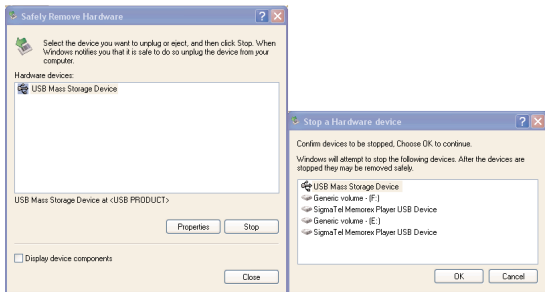 Safely Remove Hardware
Select the device you want to unplug or eject, and then click Stop. When
Windows notifies you that it is safe to do so unplug the device from your
computer.
Hardware devices:
USB Mass Storage Device
USB Mass Storage Device at <USB PRODUCT>
Properties
Stop
Display device components
Close
Stop a Hardware device
Confirm devices to be stopped, Choose OK to continue.
Windows will attempt to stop the following devices. After the devices are
stopped they may be removed safely.
USB Mass Storage Device
Generic volume - (F:)
SigmaTel Memorex Player USB Device
Generic volume - (E:)
SigmaTel Memorex Player USB Device
OK
Cancel